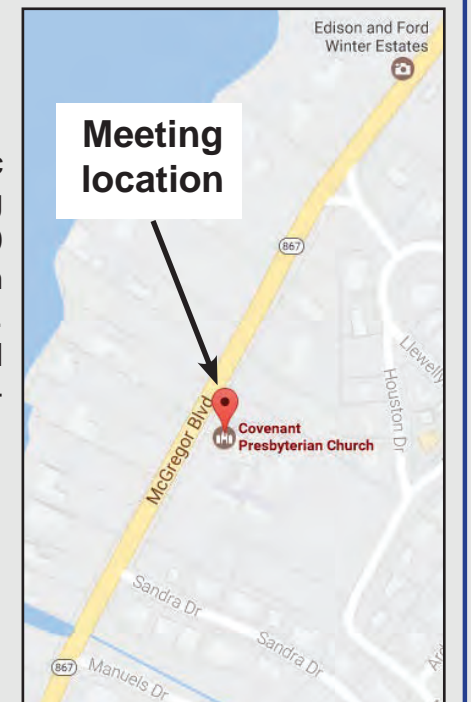 Edison and Ford
Winter Estates
Meeting
location
867
Llewelly
Houston Dr
McGregor Blvd
Covenant
Presbyterian Church
Sandra Dr
Sandra Dr
867
Manuels Dr